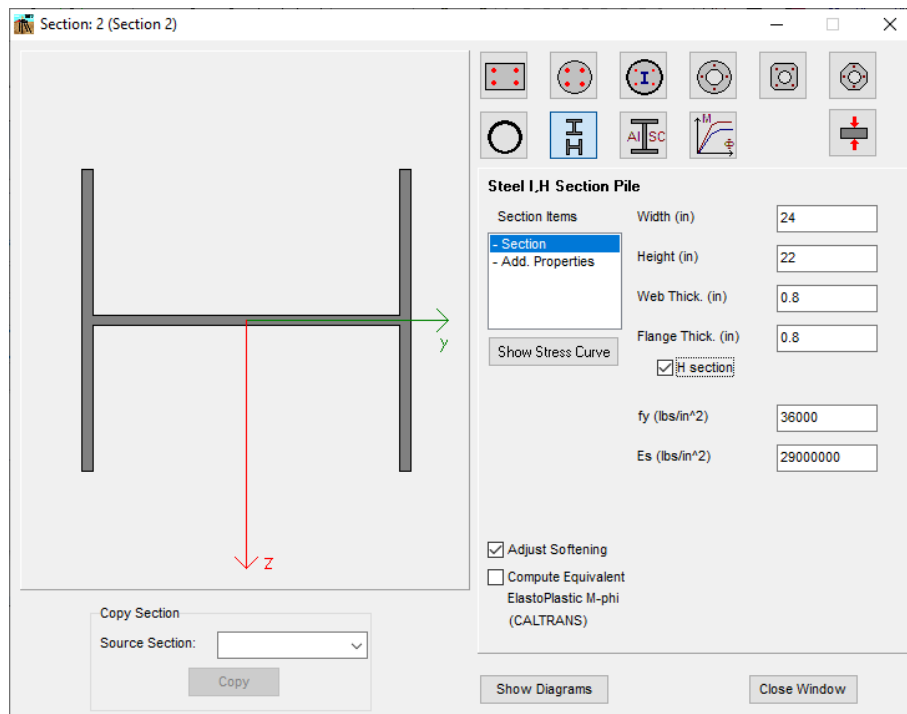 Section: 2 (Section 2)
I
I
H
AI SC
M
Φ
Steel I,H Section Pile
Section Items
- Section
- Add. Properties
Show Stress Curve
Width (in)
24
Height (in)
22
Web Thick. (in)
0.8
Flange Thick. (in)
0.8
H section
fy (lbs/in^2)
36000
Es (lbs/in^2)
29000000
y
z
Adjust Softening
Compute Equivalent
ElastoPlastic M-phi
(CALTRANS)
Copy Section
Source Section:
Copy
Show Diagrams
Close Window